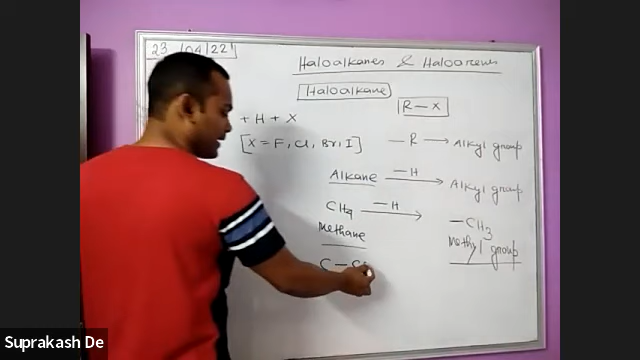 23 /04/22
Haloalkanes & Haloarenes
Haloalkane
R — X
+ H + X
[X = F, Cl, Br, I]
— R → Alkyl group
Alkane — H → Alkyl group
CH4 — H → — CH3
Methane
Methyl group
C — C
Suprakash De